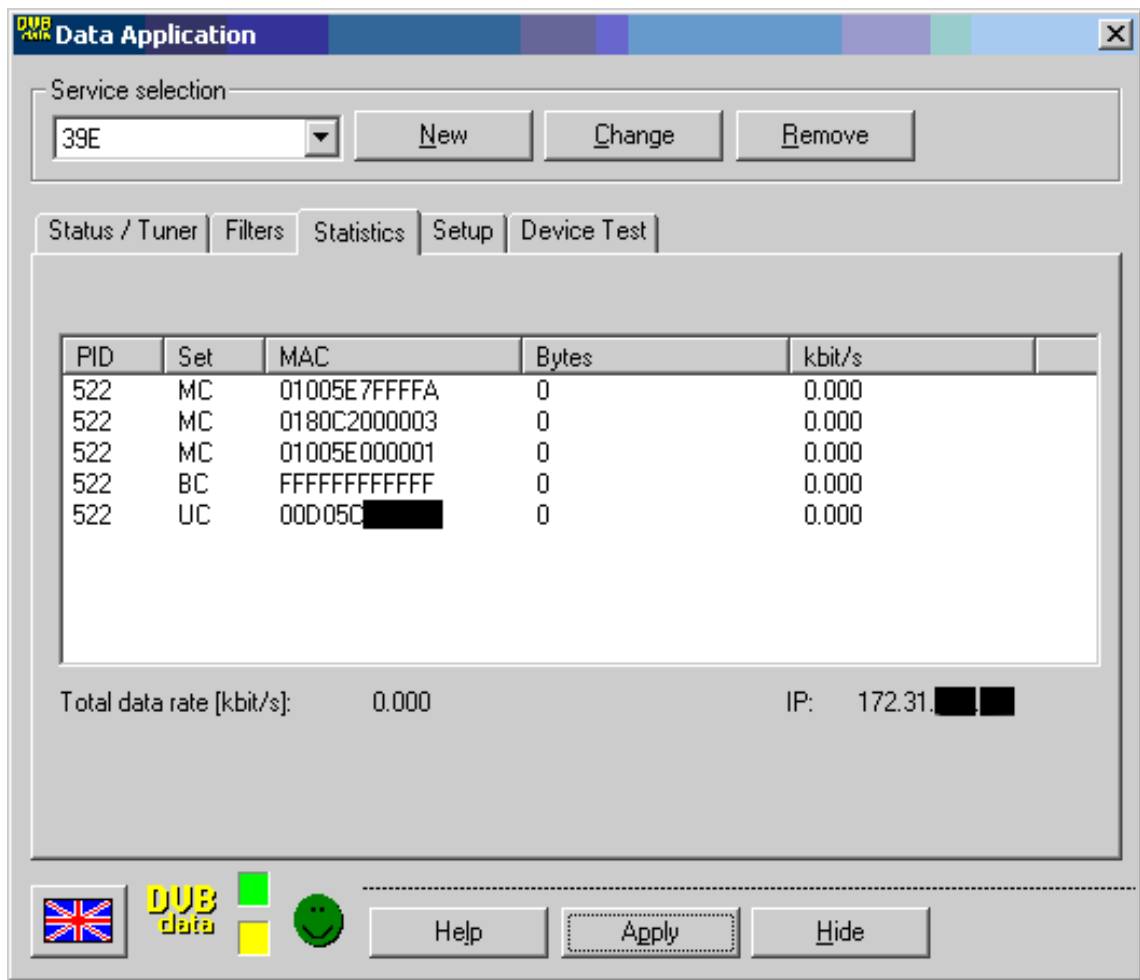 DVB data Data Application
Service selection
39E New Change Remove
Status / Tuner Filters Statistics Setup Device Test
PID Set MAC Bytes kbit/s
522 MC 01005E7FFFFA 0 0.000
522 MC 0180C2000003 0 0.000
522 MC 01005E000001 0 0.000
522 BC FFFFFFFFFFFF 0 0.000
522 UC 00D05C 0 0.000
Total data rate [kbit/s]: 0.000 IP: 172.31. .
DVB
data
Help Apply Hide